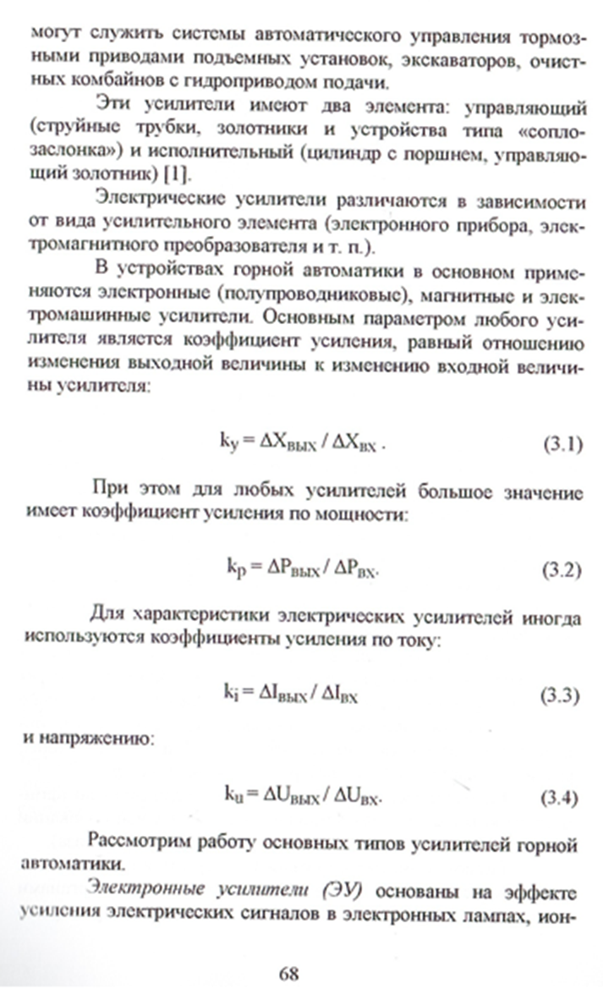 могут служить системы автоматического управления тормоз-
ными приводами подъемных установок, экскаваторов, очист-
ных комбайнов с гидроприводом подачи.
Эти усилители имеют два элемента: управляющий
(струйные трубки, золотники и устройства типа «сопло-
заслонка») и исполнительный (цилиндр с поршнем, управляю-
щий золотник) [1].
Электрические усилители различаются в зависимости
от вида усилительного элемента (электронного прибора, элек-
тромагнитного преобразователя и т. п.).
В устройствах горной автоматики в основном приме-
няются электронные (полупроводниковые), магнитные и элек-
тромашинные усилители. Основным параметром любого уси-
лителя является коэффициент усиления, равный отношению
изменения выходной величины к изменению входной величи-
ны усилителя:
kу = ΔXвых / ΔXвх . (3.1)
При этом для любых усилителей большое значение
имеет коэффициент усиления по мощности:
kр = ΔPвых / ΔPвх. (3.2)
Для характеристики электрических усилителей иногда
используются коэффициенты усиления по току:
ki = ΔIвых / ΔIвх (3.3)
и напряжению:
ku = ΔUвых / ΔUвх. (3.4)
Рассмотрим работу основных типов усилителей горной
автоматики.
Электронные усилители (ЭУ) основаны на эффекте
усиления электрических сигналов в электронных лампах, ион-
68